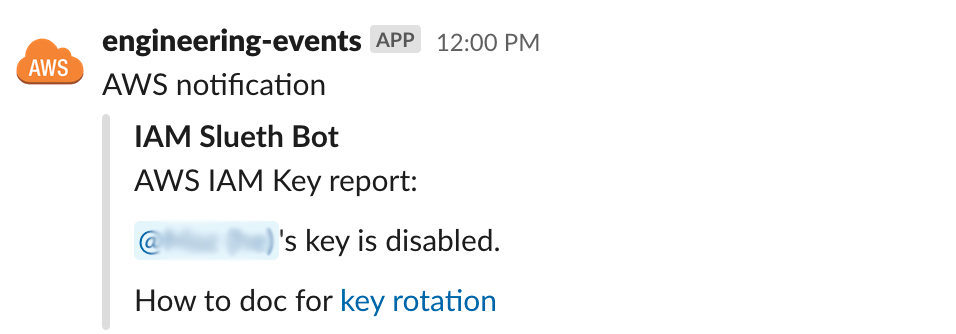 AWS
engineering-events APP 12:00 PM
AWS notification
IAM Slueth Bot
AWS IAM Key report:
@ 's key is disabled.
How to doc for key rotation